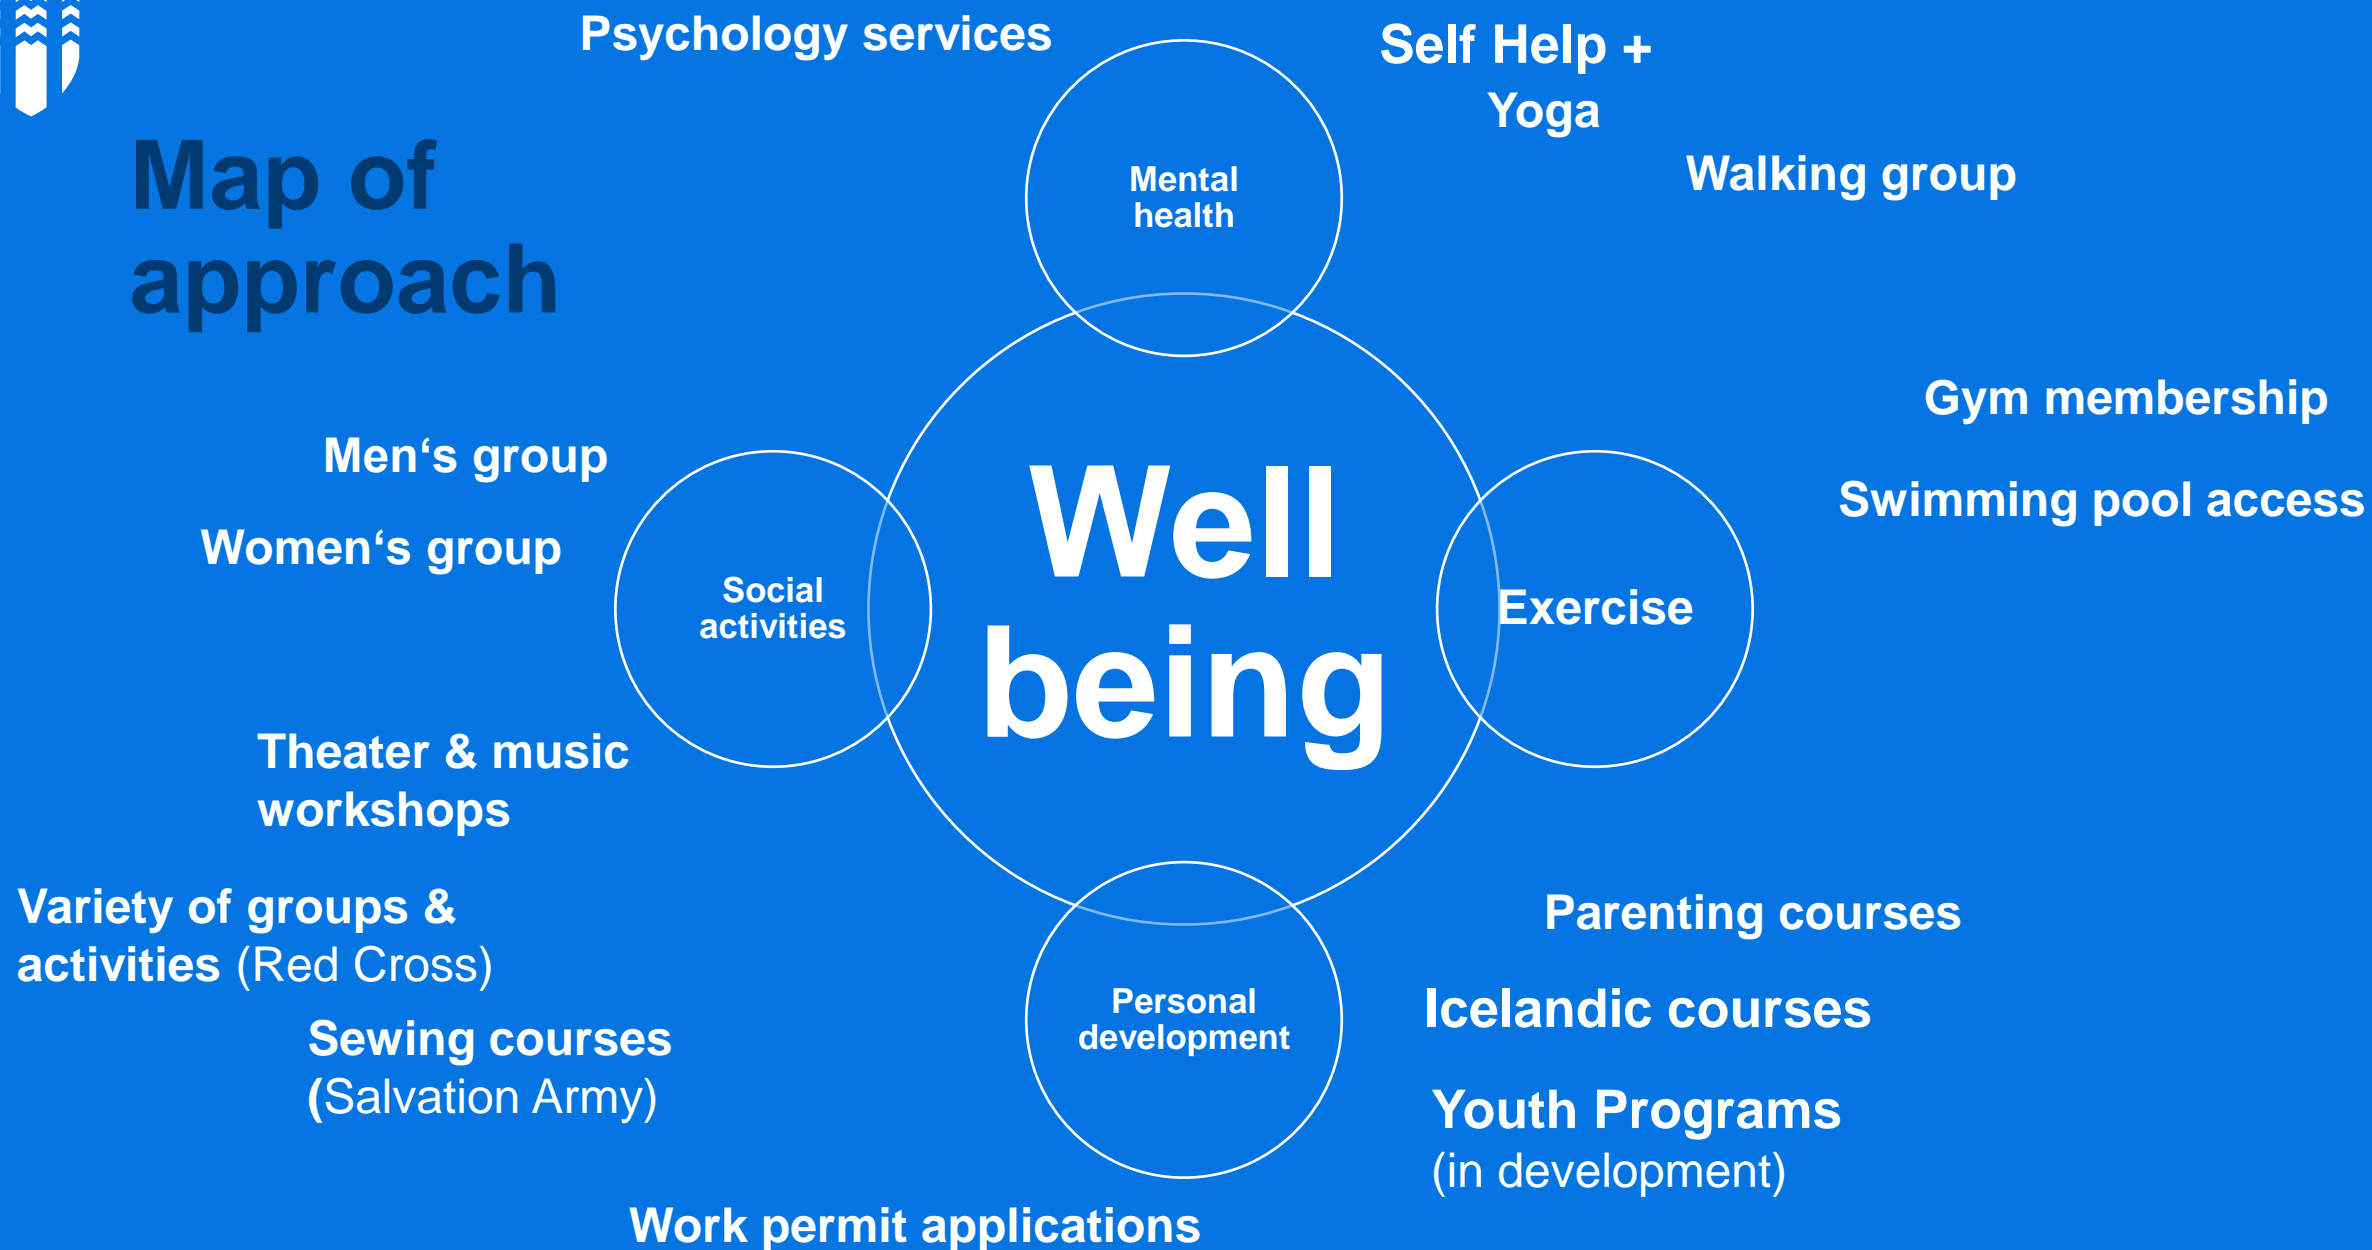 Psychology services
Self Help +
Yoga
Walking group
Map of
approach
Mental
health
Gym membership
Swimming pool access
Men‘s group
Women‘s group
Social
activities
Well
being
Exercise
Theater & music
workshops
Variety of groups &
activities (Red Cross)
Sewing courses
(Salvation Army)
Personal
development
Parenting courses
Icelandic courses
Youth Programs
(in development)
Work permit applications